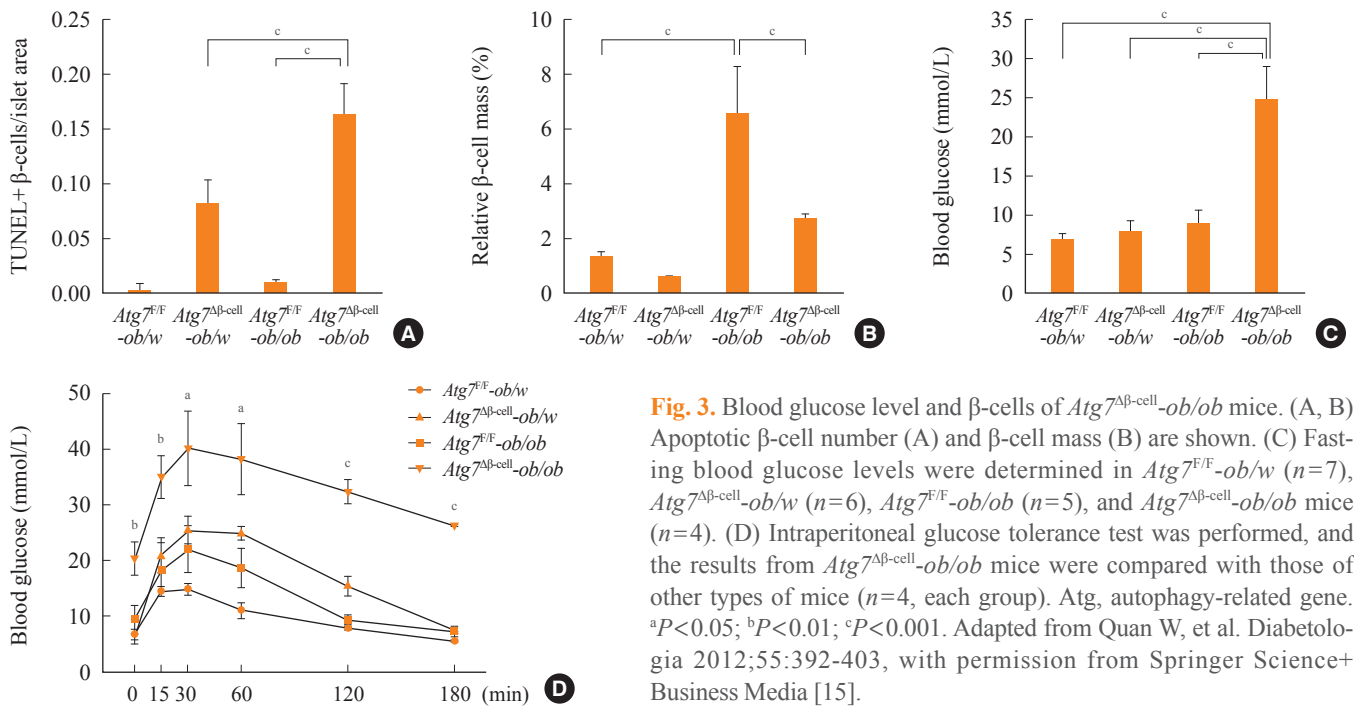 0.25
0.20
0.15
0.10
0.05
0.00
TUNEL+ β-cells/islet area
c
c
Atg7F/F Atg7Δβ-cell Atg7F/F Atg7Δβ-cell
-ob/w -ob/w -ob/ob -ob/ob
A
10
8
6
4
2
0
Relative β-cell mass (%)
c c
Atg7F/F Atg7Δβ-cell Atg7F/F Atg7Δβ-cell
-ob/w -ob/w -ob/ob -ob/ob
B
35
30
25
20
15
10
5
0
Blood glucose (mmol/L)
c
c
c
Atg7F/F Atg7Δβ-cell Atg7F/F Atg7Δβ-cell
-ob/w -ob/w -ob/ob -ob/ob
C
50
40
30
20
10
0
Blood glucose (mmol/L)
b b a a c c
0 15 30 60 120 180 (min)
Atg7F/F-ob/w
Atg7Δβ-cell-ob/w
Atg7F/F-ob/ob
Atg7Δβ-cell-ob/ob
D
Fig. 3. Blood glucose level and β-cells of Atg7Δβ-cell-ob/ob mice. (A, B)
Apoptotic β-cell number (A) and β-cell mass (B) are shown. (C) Fast-
ing blood glucose levels were determined in Atg7F/F-ob/w (n=7),
Atg7Δβ-cell-ob/w (n=6), Atg7F/F-ob/ob (n=5), and Atg7Δβ-cell-ob/ob mice
(n=4). (D) Intraperitoneal glucose tolerance test was performed, and
the results from Atg7Δβ-cell-ob/ob mice were compared with those of
other types of mice (n=4, each group). Atg, autophagy-related gene.
aP<0.05; bP<0.01; cP<0.001. Adapted from Quan W, et al. Diabetolo-
gia 2012;55:392-403, with permission from Springer Science+
Business Media [15].